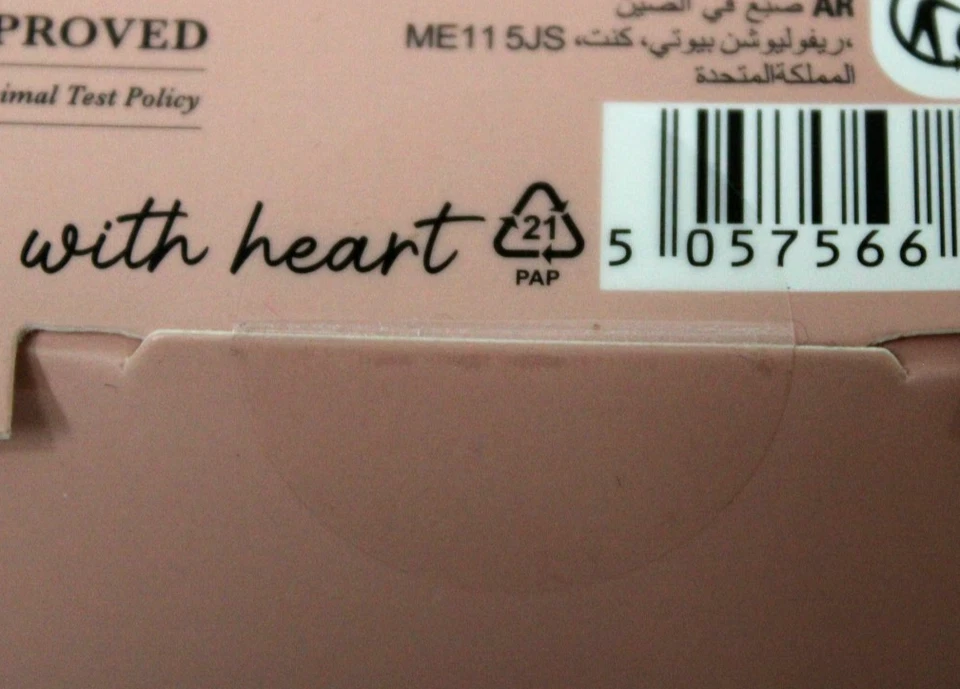 PROVED
imal Test Policy
AR صنع في الصين
ريفوليوشن بيوتي، كنت، ME11 5JS،
المملكةالمتحدة
with heart
21
PAP
5 057566